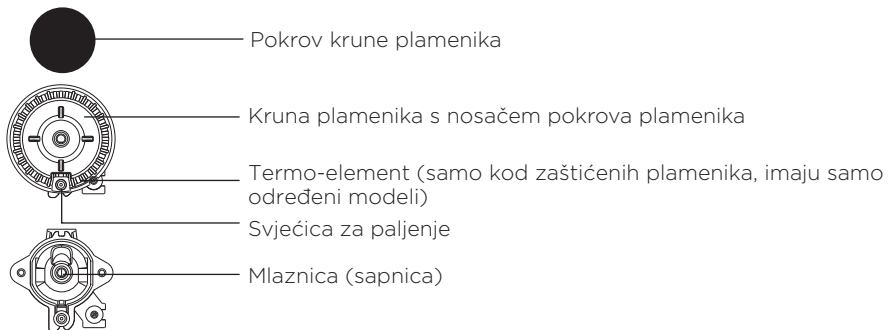 Pokrov krune plamenika
Kruna plamenika s nosačem pokrova plamenika
Termo-element (samo kod zaštićenih plamenika, imaju samo
određeni modeli)
Svjećica za paljenje
Mlaznica (sapnica)